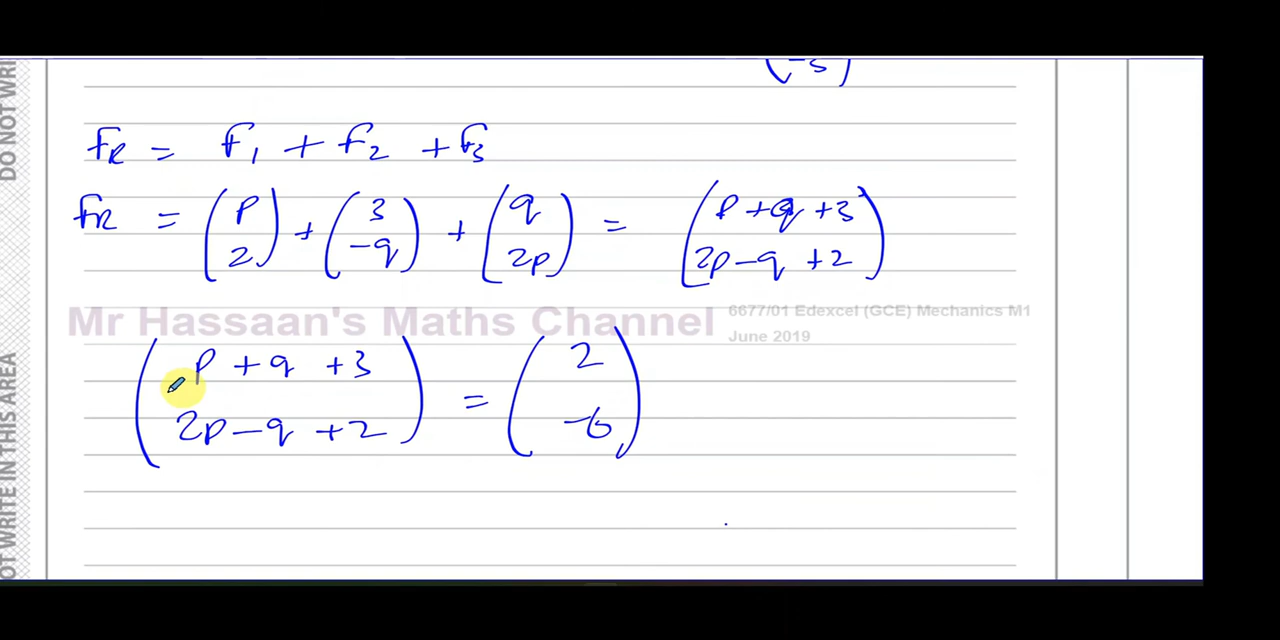 DO NOT WRI
OT WRITE IN THIS AREA
(-3)
FR = F1 + F2 + F3
FR = (p 2) + (3 -q) + (q 2p) = (p + q + 3 2p - q + 2)
Mr Hassaan's Maths Channel
6677/01 Edexcel (GCE) Mechanics M1
June 2019
(p + q + 3 2p - q + 2) = (2 -6)